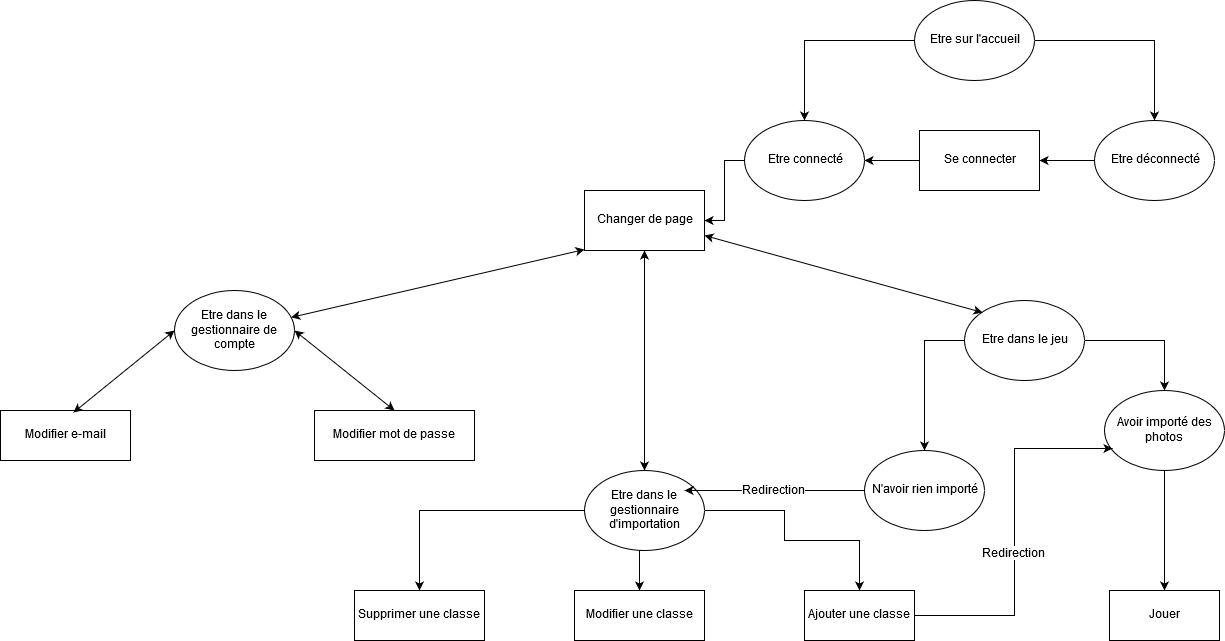 Etre sur l'accueil
Etre connecté
Se connecter
Etre déconnecté
Changer de page
Etre dans le
gestionnaire de
compte
Etre dans le jeu
Modifier e-mail
Modifier mot de passe
Avoir importé des
photos
Etre dans le
gestionnaire
d'importation
Redirection
N'avoir rien importé
Redirection
Supprimer une classe
Modifier une classe
Ajouter une classe
Jouer